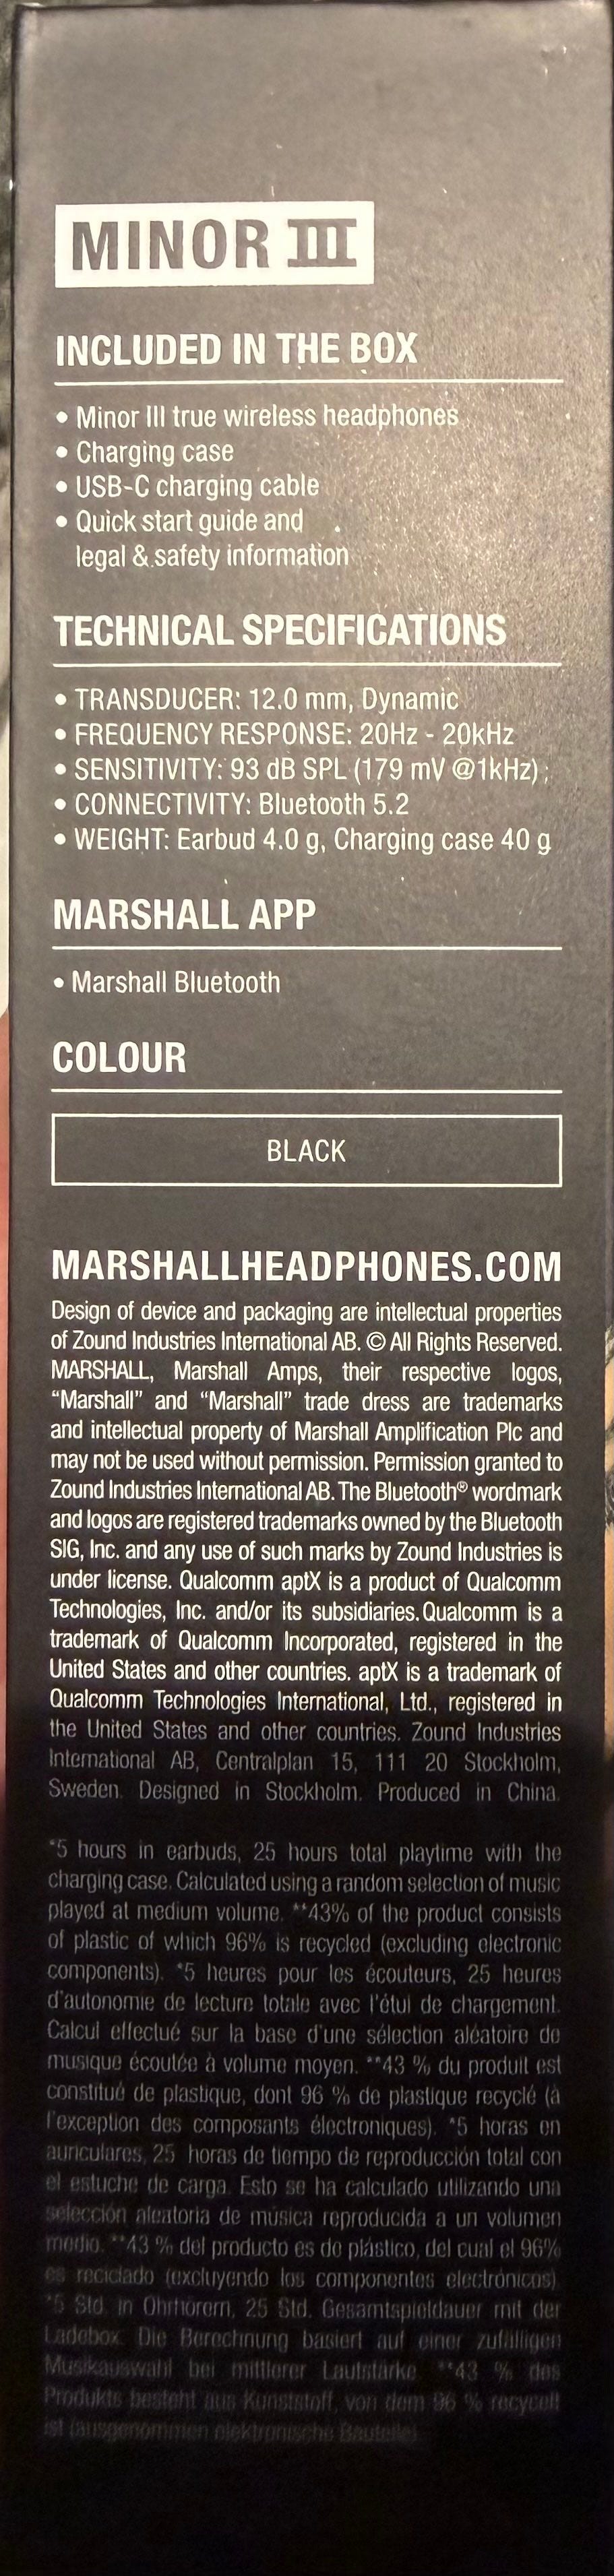 MINOR III
INCLUDED IN THE BOX
• Minor III true wireless headphones
• Charging case
• USB-C charging cable
• Quick start guide and
legal & safety information
TECHNICAL SPECIFICATIONS
• TRANSDUCER: 12.0 mm, Dynamic
• FREQUENCY RESPONSE: 20Hz - 20kHz
• SENSITIVITY: 93 dB SPL (179 mV @1kHz)
• CONNECTIVITY: Bluetooth 5.2
• WEIGHT: Earbud 4.0 g, Charging case 40 g
MARSHALL APP
• Marshall Bluetooth
COLOUR
BLACK
MARSHALLHEADPHONES.COM
Design of device and packaging are intellectual properties
of Zound Industries International AB. © All Rights Reserved.
MARSHALL, Marshall Amps, their respective logos,
“Marshall” and “Marshall” trade dress are trademarks
and intellectual property of Marshall Amplification Plc and
may not be used without permission. Permission granted to
Zound Industries International AB. The Bluetooth® wordmark
and logos are registered trademarks owned by the Bluetooth
SIG, Inc. and any use of such marks by Zound Industries is
under license. Qualcomm aptX is a product of Qualcomm
Technologies, Inc. and/or its subsidiaries. Qualcomm is a
trademark of Qualcomm Incorporated, registered in the
United States and other countries. aptX is a trademark of
Qualcomm Technologies International, Ltd., registered in
the United States and other countries. Zound Industries
International AB, Centralplan 15, 111 20 Stockholm,
Sweden. Designed in Stockholm. Produced in China.
*5 hours in earbuds, 25 hours total playtime with the
charging case. Calculated using a random selection of music
played at medium volume. **43% of the product consists
of plastic of which 96% is recycled (excluding electronic
components). *5 heures pour les écouteurs, 25 heures
d'autonomie de lecture totale avec l'étui de chargement.
Calcul effectué sur la base d'une sélection aléatoire de
musique écoutée à volume moyen. **43 % du produit est
constitué de plastique, dont 96 % de plastique recyclé (à
l'exception des composants électroniques). *5 horas en
auriculares, 25 horas de tiempo de reproducción total con
el estuche de carga. Esto se ha calculado utilizando una
selección aleatoria de música reproducida a un volumen
medio. **43 % del producto es de plástico, del cual el 96%
es reciclado (excluyendo los componentes electrónicos).
*5 Std. in Ohrhörern, 25 Std. Gesamtspieldauer mit der
Ladebox. Die Berechnung basiert auf einer zufälligen
Musikauswahl bei mittlerer Lautstärke. **43 % des
Produkts besteht aus Kunststoff, von dem 96 % recycelt
ist (ausgenommen elektronische Bauteile).